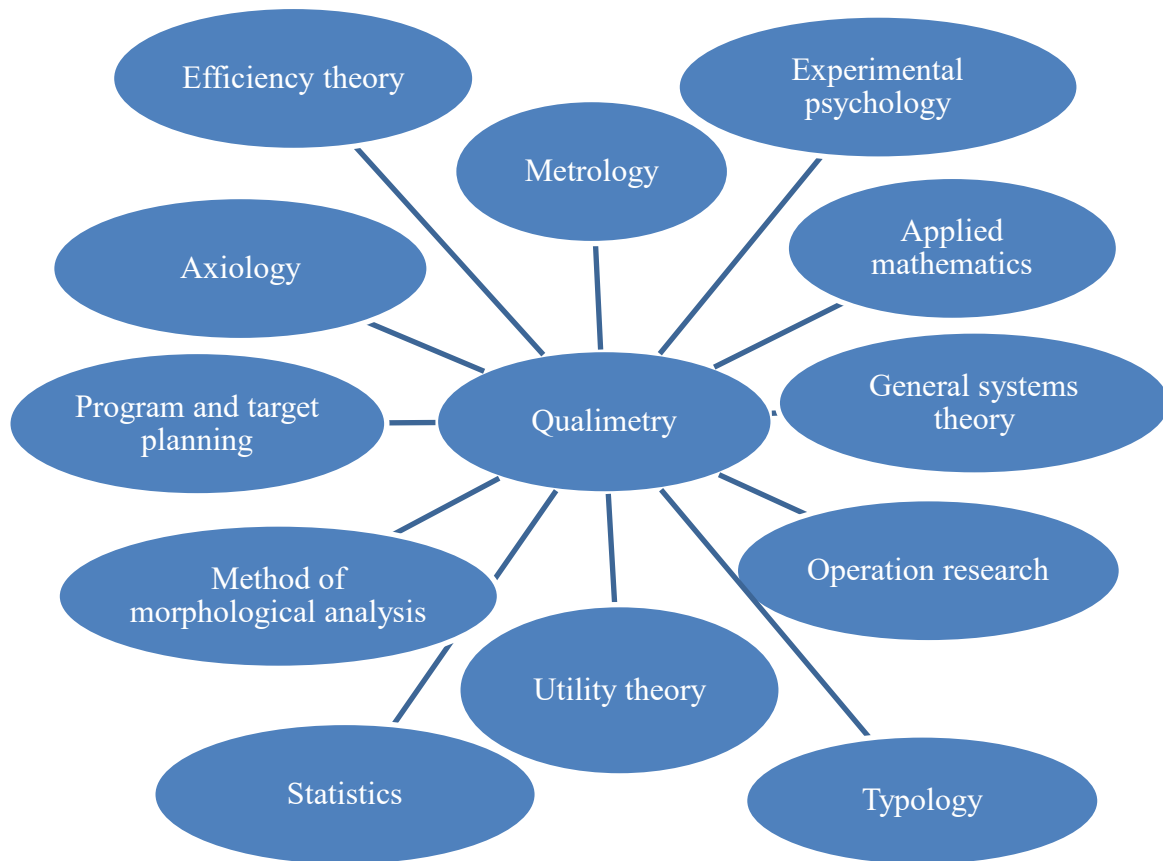 Efficiency theory
Experimental
psychology
Metrology
Applied
mathematics
Axiology
General systems
theory
Program and target
planning
Qualimetry
Method of
morphological analysis
Operation research
Utility theory
Statistics
Typology